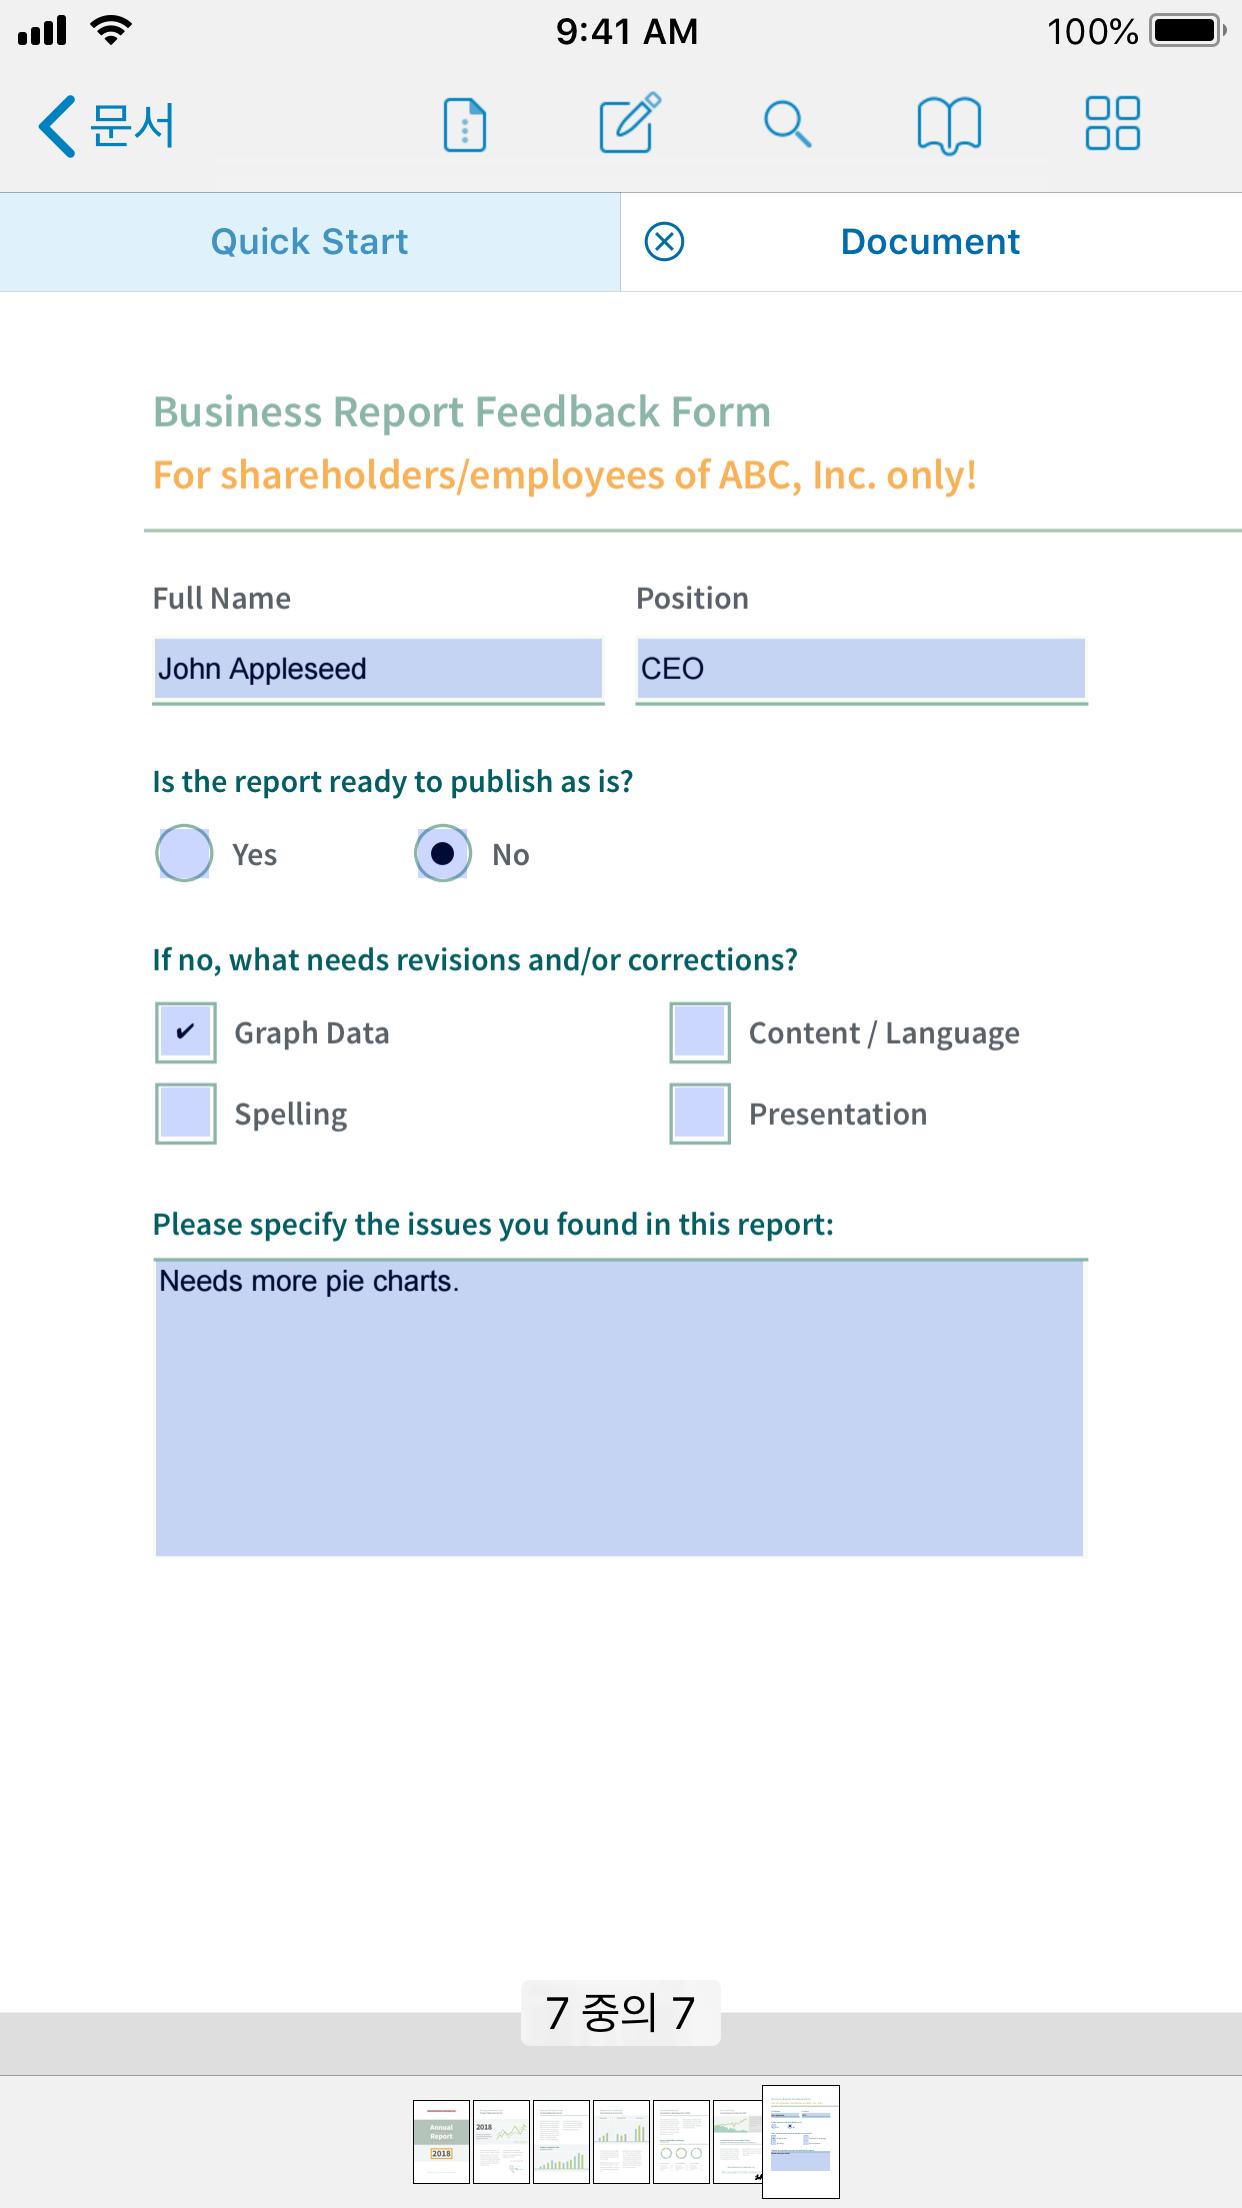 9:41 AM
100%
문서
Quick Start
Document
Business Report Feedback Form
For shareholders/employees of ABC, Inc. only!
Full Name
Position
John Appleseed
CEO
Is the report ready to publish as is?
Yes
No
If no, what needs revisions and/or corrections?
✔ Graph Data
Content / Language
Spelling
Presentation
Please specify the issues you found in this report:
Needs more pie charts.
7 중의 7
Annual
Report
2018
2018